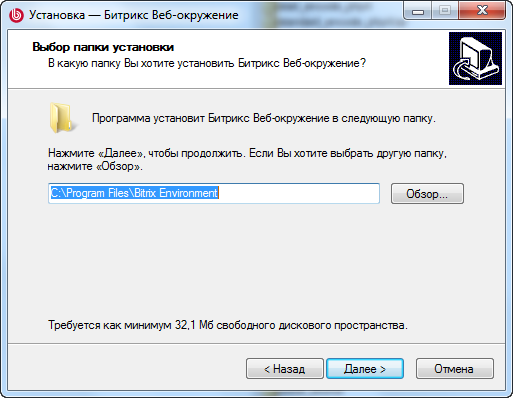 Установка — Битрикс Веб-окружение
Выбор папки установки
В какую папку Вы хотите установить Битрикс Веб-окружение?
Программа установит Битрикс Веб-окружение в следующую папку.
Нажмите «Далее», чтобы продолжить. Если Вы хотите выбрать другую папку,
нажмите «Обзор».
C:\Program Files\Bitrix Environment
Обзор...
Требуется как минимум 32,1 Мб свободного дискового пространства.
< Назад
Далее >
Отмена